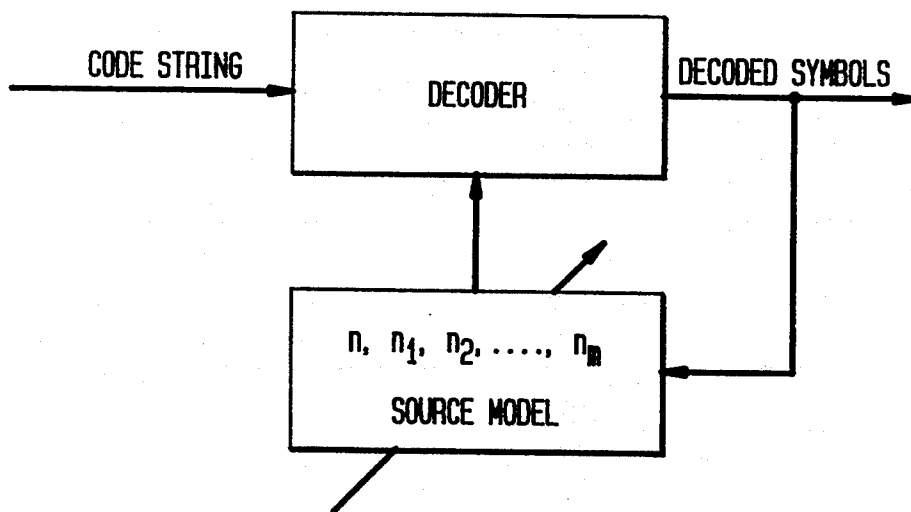 CODE STRING
DECODER
DECODED SYMBOLS
n, n₁, n₂, ...., nₘ
SOURCE MODEL